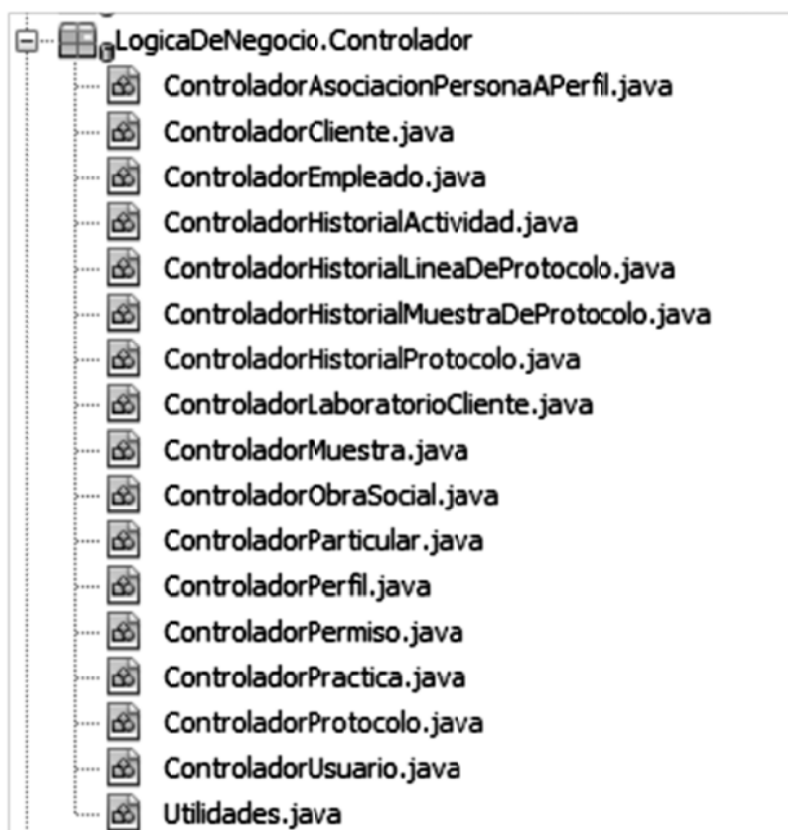 LogicaDeNegocio.Controlador
ControladorAsociacionPersonaAPerfil.java
ControladorCliente.java
ControladorEmpleado.java
ControladorHistorialActividad.java
ControladorHistorialLineaDeProtocolo.java
ControladorHistorialMuestraDeProtocolo.java
ControladorHistorialProtocolo.java
ControladorLaboratorioCliente.java
ControladorMuestra.java
ControladorObraSocial.java
ControladorParticular.java
ControladorPerfil.java
ControladorPermiso.java
ControladorPractica.java
ControladorProtocolo.java
ControladorUsuario.java
Utilidades.java